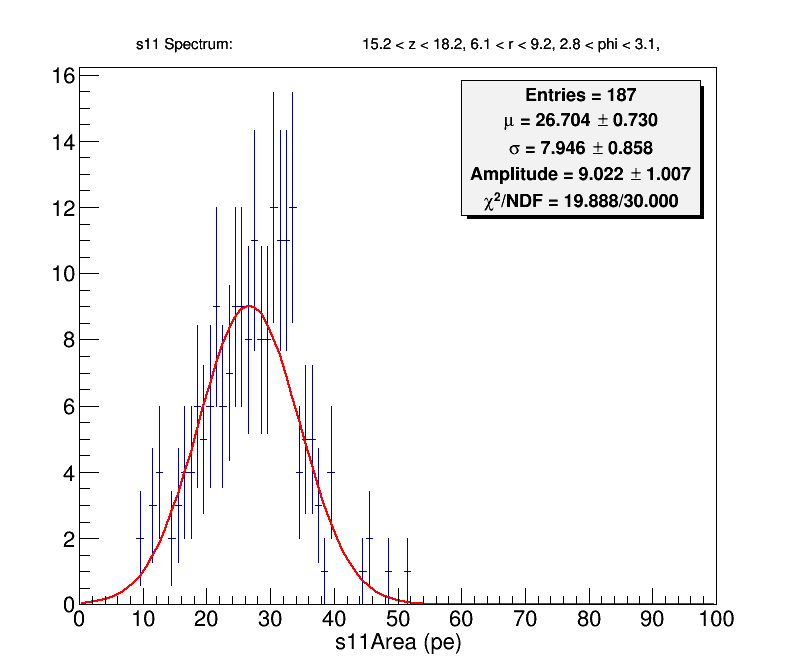 s11 Spectrum: 15.2 < z < 18.2, 6.1 < r < 9.2, 2.8 < phi < 3.1,
Entries = 187
μ = 26.704 ± 0.730
σ = 7.946 ± 0.858
Amplitude = 9.022 ± 1.007
χ²/NDF = 19.888/30.000
16
14
12
10
8
6
4
2
0
0 10 20 30 40 50 60 70 80 90 100
s11Area (pe)